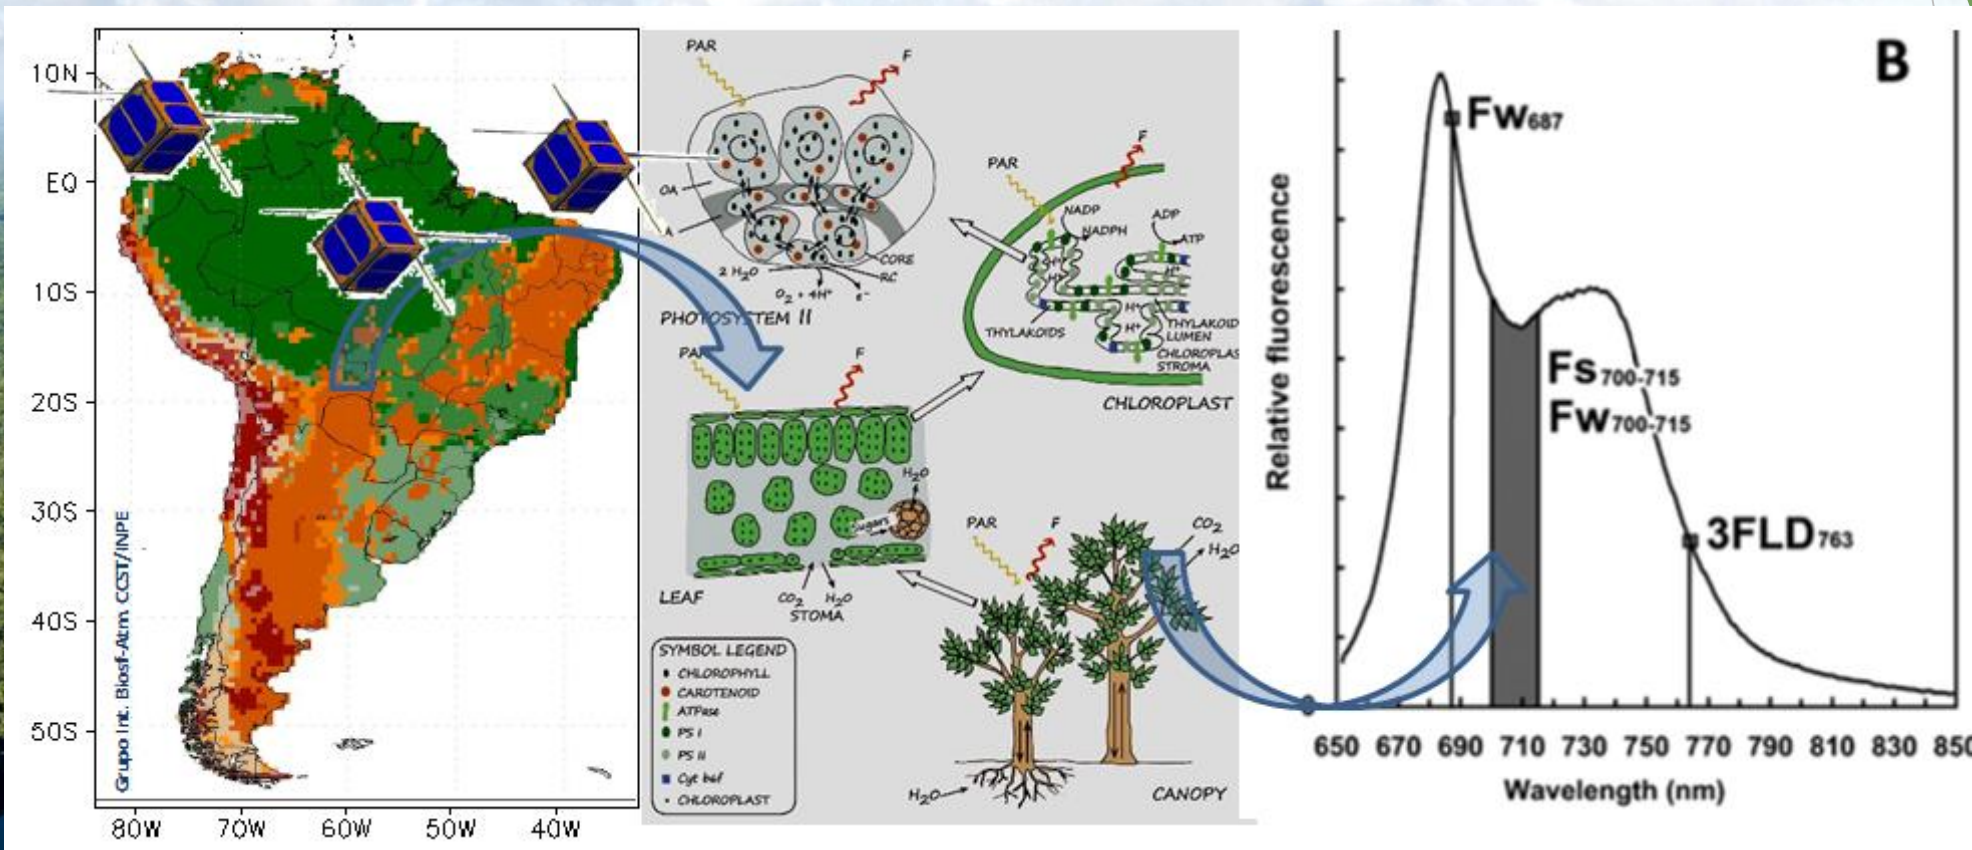 10N
EQ
10S
20S
30S
40S
50S
80W 70W 60W 50W 40W
Grupo Int. Biosf-Atm. CCST/INPE
PAR
F
OA
A
CORE
RC
2 H2O
O2 + 4H+
e-
PHOTOSYSTEM II
PAR
F
NADP
NADPH
ADP
ATP
H+
H+
H+
H+
H+
THYLAKOIDS
THYLAKOID
LUMEN
CHLOROPLAS
STROMA
CHLOROPLAST
PAR
F
H2O
Sugars
LEAF
CO2 H2O
STOMA
PAR
F
CO2
H2O
H2O
CANOPY
SYMBOL LEGEND
CHLOROPHYLL
CAROTENOID
ATPase
PS I
PS II
Cyt b6f
CHLOROPLAST
B
Fw687
Fs700-715
Fw700-715
3FLD763
Relative fluorescence
650 670 690 710 730 750 770 790 810 830 850
Wavelength (nm)